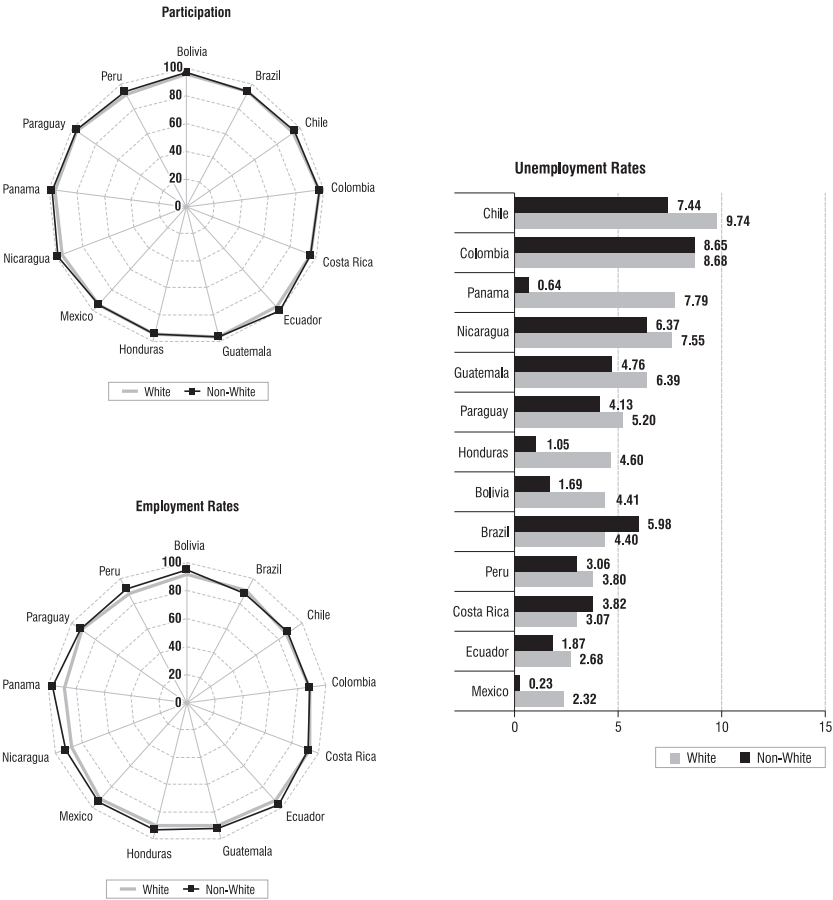 Participation
Bolivia
Brazil
Chile
Colombia
Costa Rica
Ecuador
Guatemala
Honduras
Mexico
Nicaragua
Panama
Paraguay
Peru
100
80
60
40
20
0
White Non-White
Employment Rates
Bolivia
Brazil
Chile
Colombia
Costa Rica
Ecuador
Guatemala
Honduras
Mexico
Nicaragua
Panama
Paraguay
Peru
100
80
60
40
20
0
White Non-White
Unemployment Rates
Chile 7.44
9.74
Colombia 8.65
8.68
Panama 0.64
7.79
Nicaragua 6.37
7.55
Guatemala 4.76
6.39
Paraguay 4.13
5.20
Honduras 1.05
4.60
Bolivia 1.69
4.41
Brazil 5.98
4.40
Peru 3.06
3.80
Costa Rica 3.82
3.07
Ecuador 1.87
2.68
Mexico 0.23
2.32
0 5 10 15
White Non-White